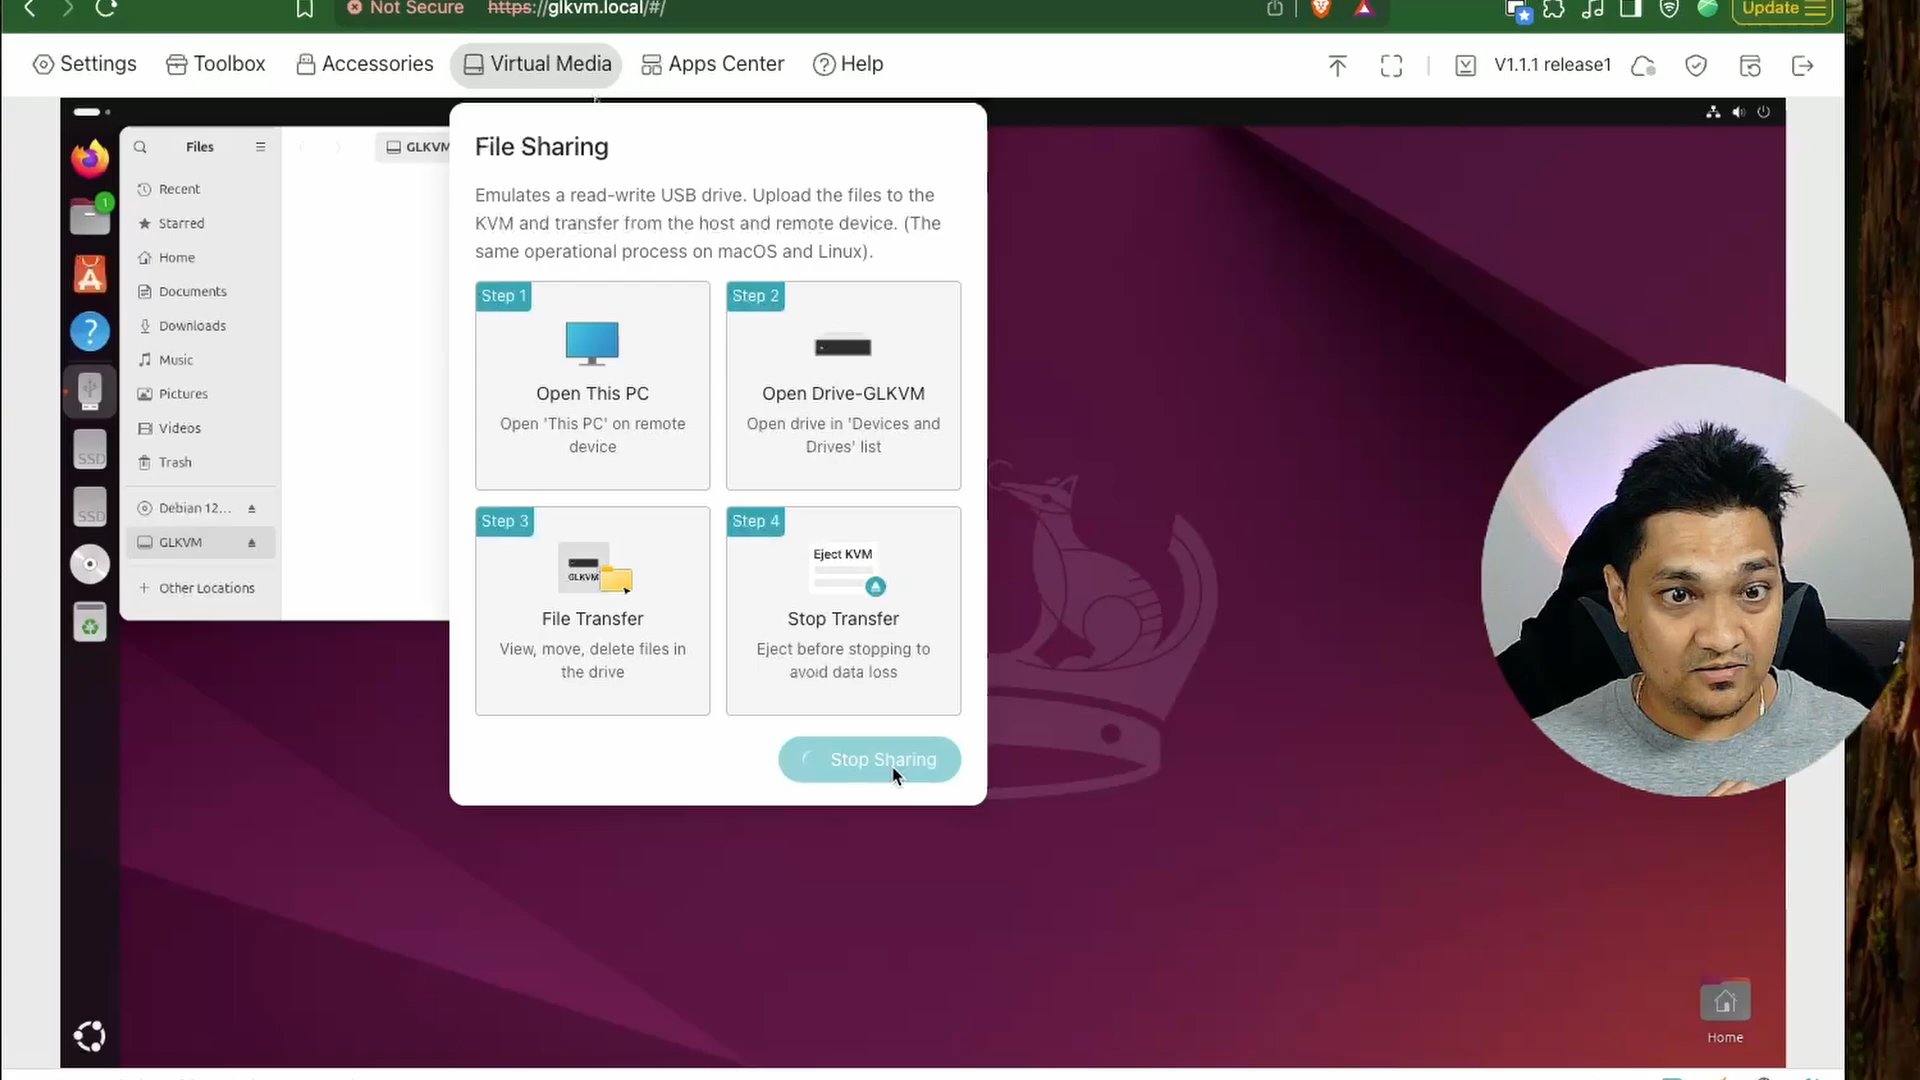 Not Secure https://glkvm.local/#/
Update
Settings
Toolbox
Accessories
Virtual Media
Apps Center
Help
V1.1.1 release1
Files
GLKVM
Recent
Starred
Home
Documents
Downloads
Music
Pictures
Videos
Trash
Debian 12...
GLKVM
Other Locations
1
SSD
SSD
File Sharing
Emulates a read-write USB drive. Upload the files to the
KVM and transfer from the host and remote device. (The
same operational process on macOS and Linux).
Step 1
Open This PC
Open 'This PC' on remote
device
Step 2
Open Drive-GLKVM
Open drive in 'Devices and
Drives' list
Step 3
GLKVM
File Transfer
View, move, delete files in
the drive
Step 4
Eject KVM
Stop Transfer
Eject before stopping to
avoid data loss
Stop Sharing
Home